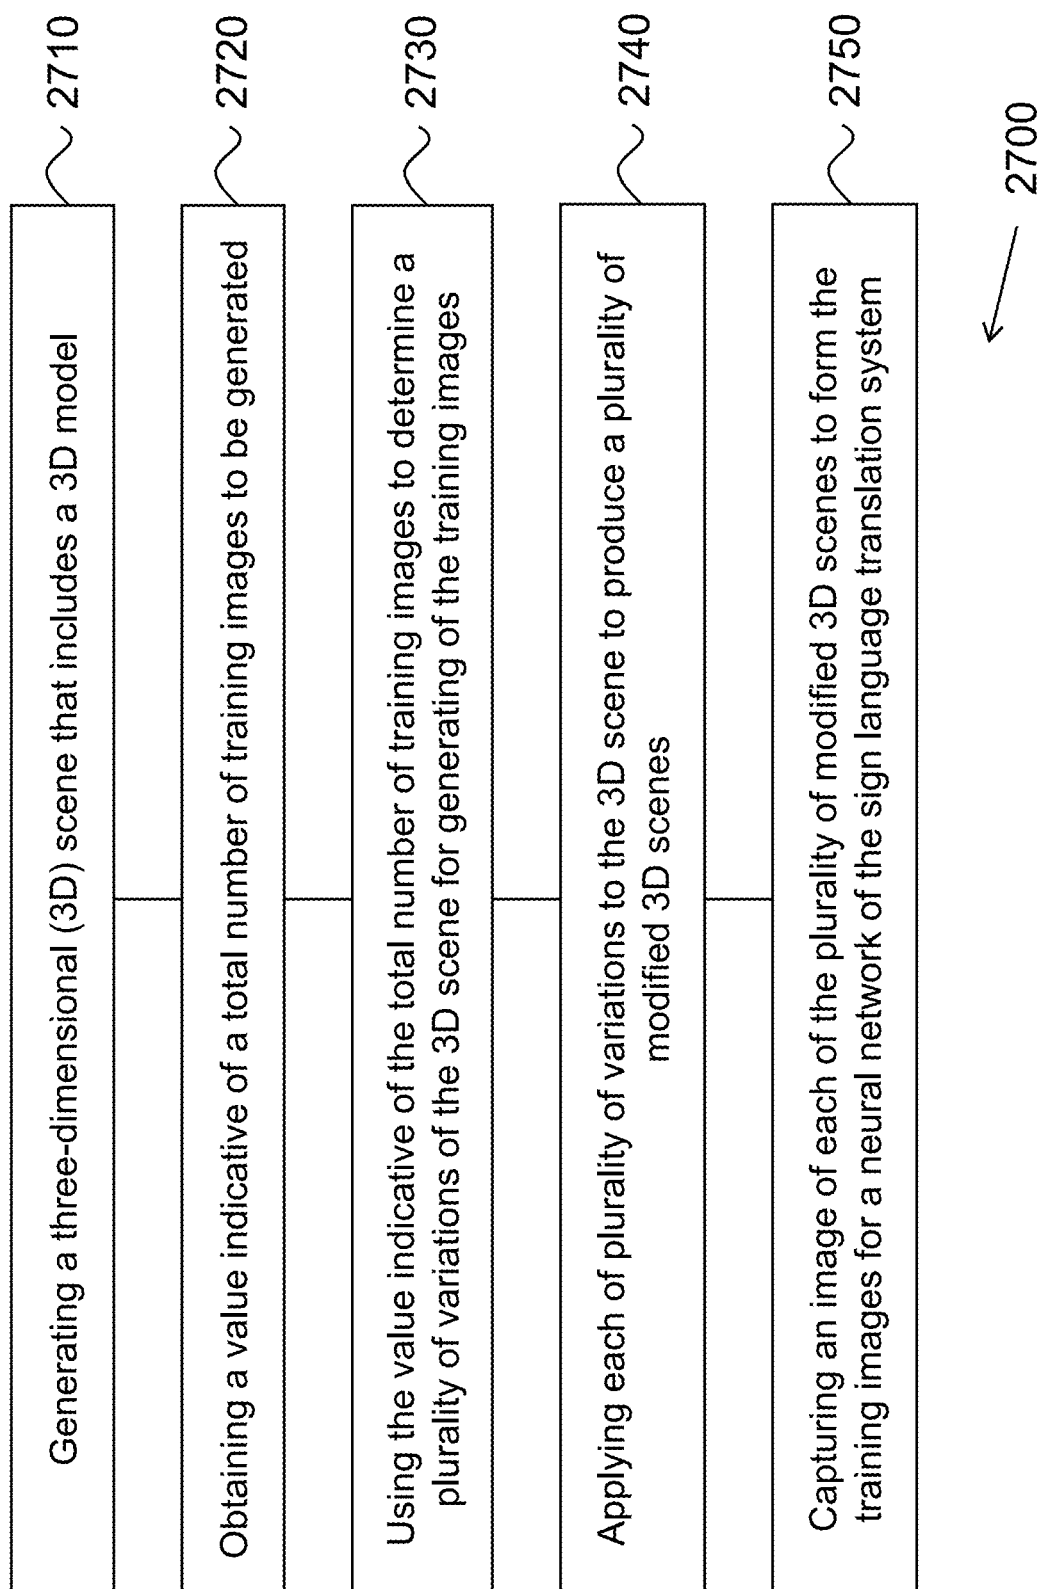 Generating a three-dimensional (3D) scene that includes a 3D model
2710
Obtaining a value indicative of a total number of training images to be generated
2720
Using the value indicative of the total number of training images to determine a
plurality of variations of the 3D scene for generating of the training images
2730
Applying each of plurality of variations to the 3D scene to produce a plurality of
modified 3D scenes
2740
Capturing an image of each of the plurality of modified 3D scenes to form the
training images for a neural network of the sign language translation system
2750
2700